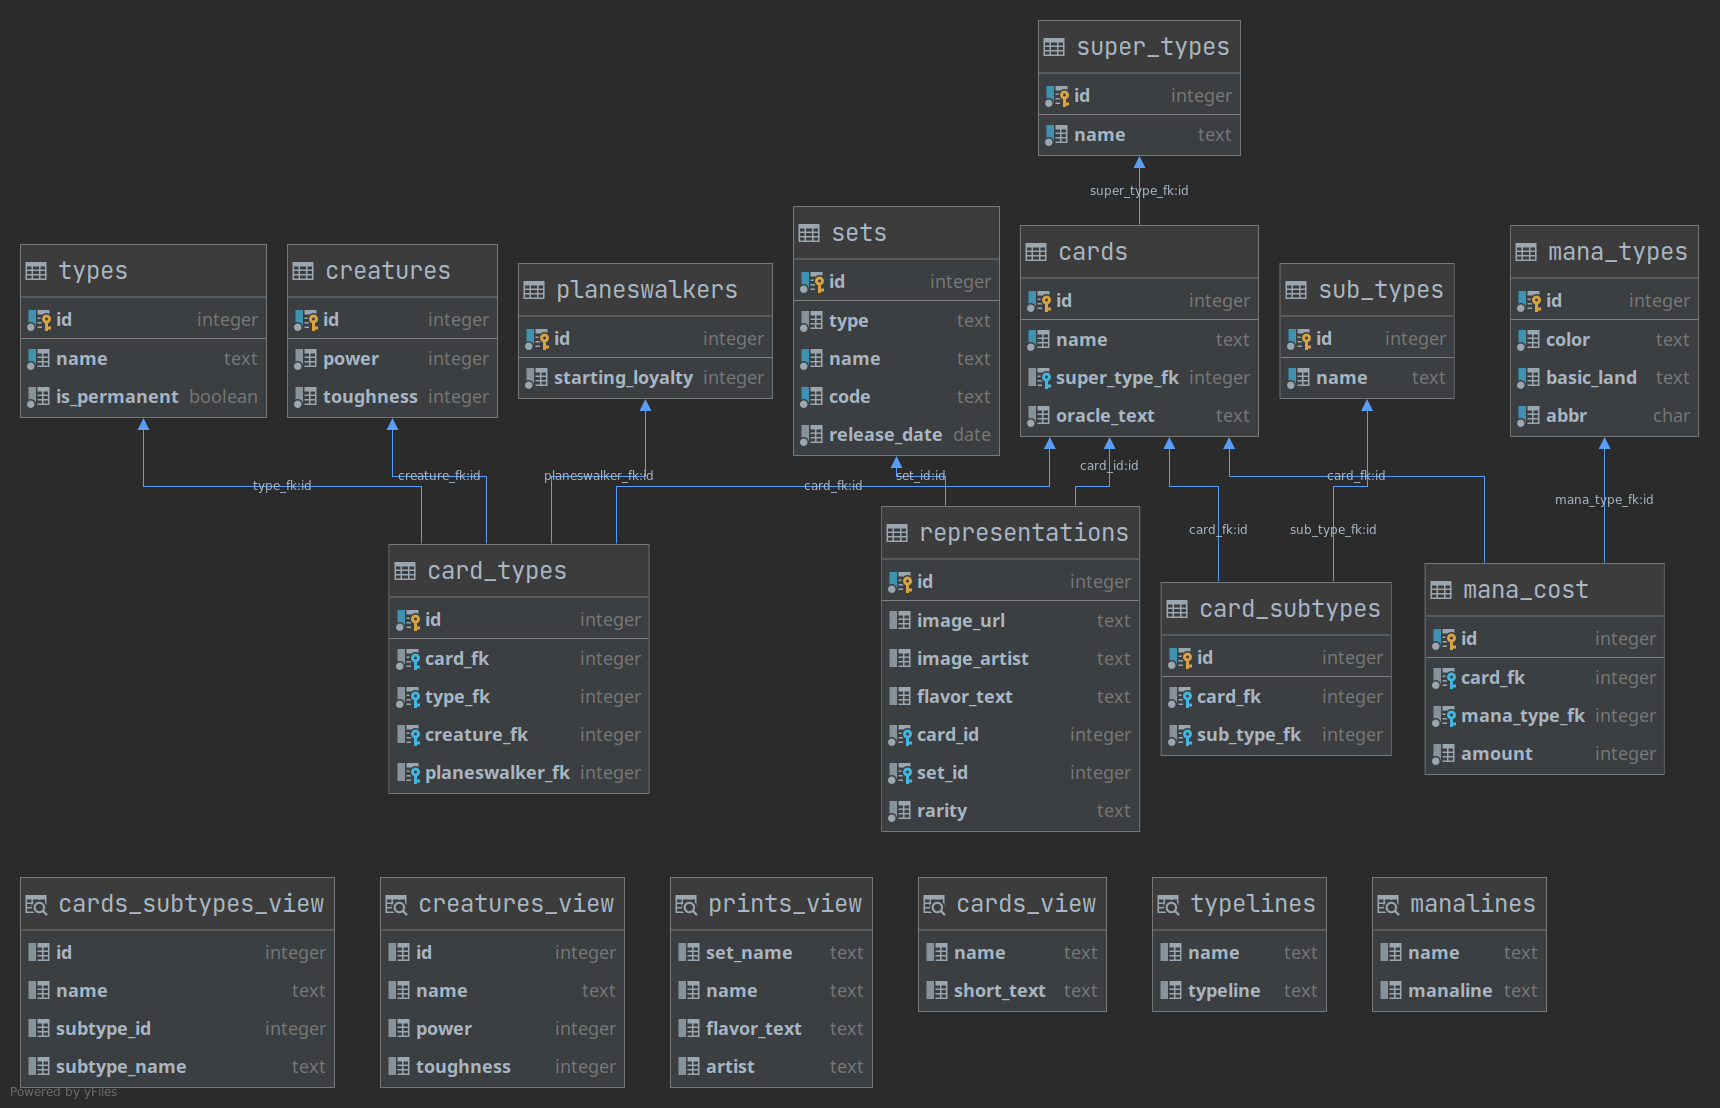 super_types
id integer
name text
super_type_fk:id
types
id integer
name text
is_permanent boolean
creatures
id integer
power integer
toughness integer
planeswalkers
id integer
starting_loyalty integer
sets
id integer
type text
name text
code text
release_date date
cards
id integer
name text
super_type_fk integer
oracle_text text
sub_types
id integer
name text
mana_types
id integer
color text
basic_land text
abbr char
type_fk:id
creature_fk:id
planeswalker_fk:id
card_fk:id
set_id:id
card_id:id
card_fk:id
sub_type_fk:id
card_fk:id
mana_type_fk:id
card_types
id integer
card_fk integer
type_fk integer
creature_fk integer
planeswalker_fk integer
representations
id integer
image_url text
image_artist text
flavor_text text
card_id integer
set_id integer
rarity text
card_subtypes
id integer
card_fk integer
sub_type_fk integer
mana_cost
id integer
card_fk integer
mana_type_fk integer
amount integer
cards_subtypes_view
id integer
name text
subtype_id integer
subtype_name text
creatures_view
id integer
name text
power integer
toughness integer
prints_view
set_name text
name text
flavor_text text
artist text
cards_view
name text
short_text text
typelines
name text
typeline text
manalines
name text
manaline text
Powered by yFiles